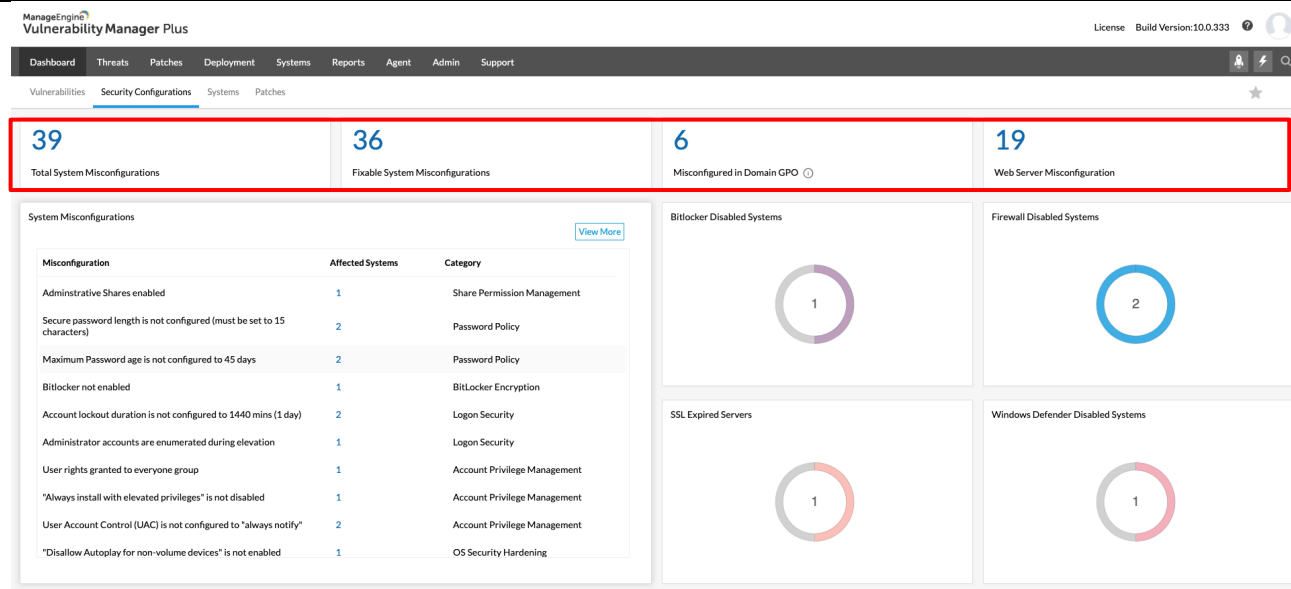 ManageEngine
Vulnerability Manager Plus
License Build Version:10.0.333 ?
Dashboard Threats Patches Deployment Systems Reports Agent Admin Support
Vulnerabilities Security Configurations Systems Patches
39 36 6 19
Total System Misconfigurations Fixable System Misconfigurations Misconfigured in Domain GPO i Web Server Misconfiguration
System Misconfigurations
View More
Misconfiguration Affected Systems Category
Adminstrative Shares enabled 1 Share Permission Management
Secure password length is not configured (must be set to 15
characters) 2 Password Policy
Maximum Password age is not configured to 45 days 2 Password Policy
Bitlocker not enabled 1 BitLocker Encryption
Account lockout duration is not configured to 1440 mins (1 day) 2 Logon Security
Administrator accounts are enumerated during elevation 1 Logon Security
User rights granted to everyone group 1 Account Privilege Management
"Always install with elevated privileges" is not disabled 1 Account Privilege Management
User Account Control (UAC) is not configured to "always notify" 2 Account Privilege Management
"Disallow Autoplay for non-volume devices" is not enabled 1 OS Security Hardening
Bitlocker Disabled Systems
1
Firewall Disabled Systems
2
SSL Expired Servers
1
Windows Defender Disabled Systems
1